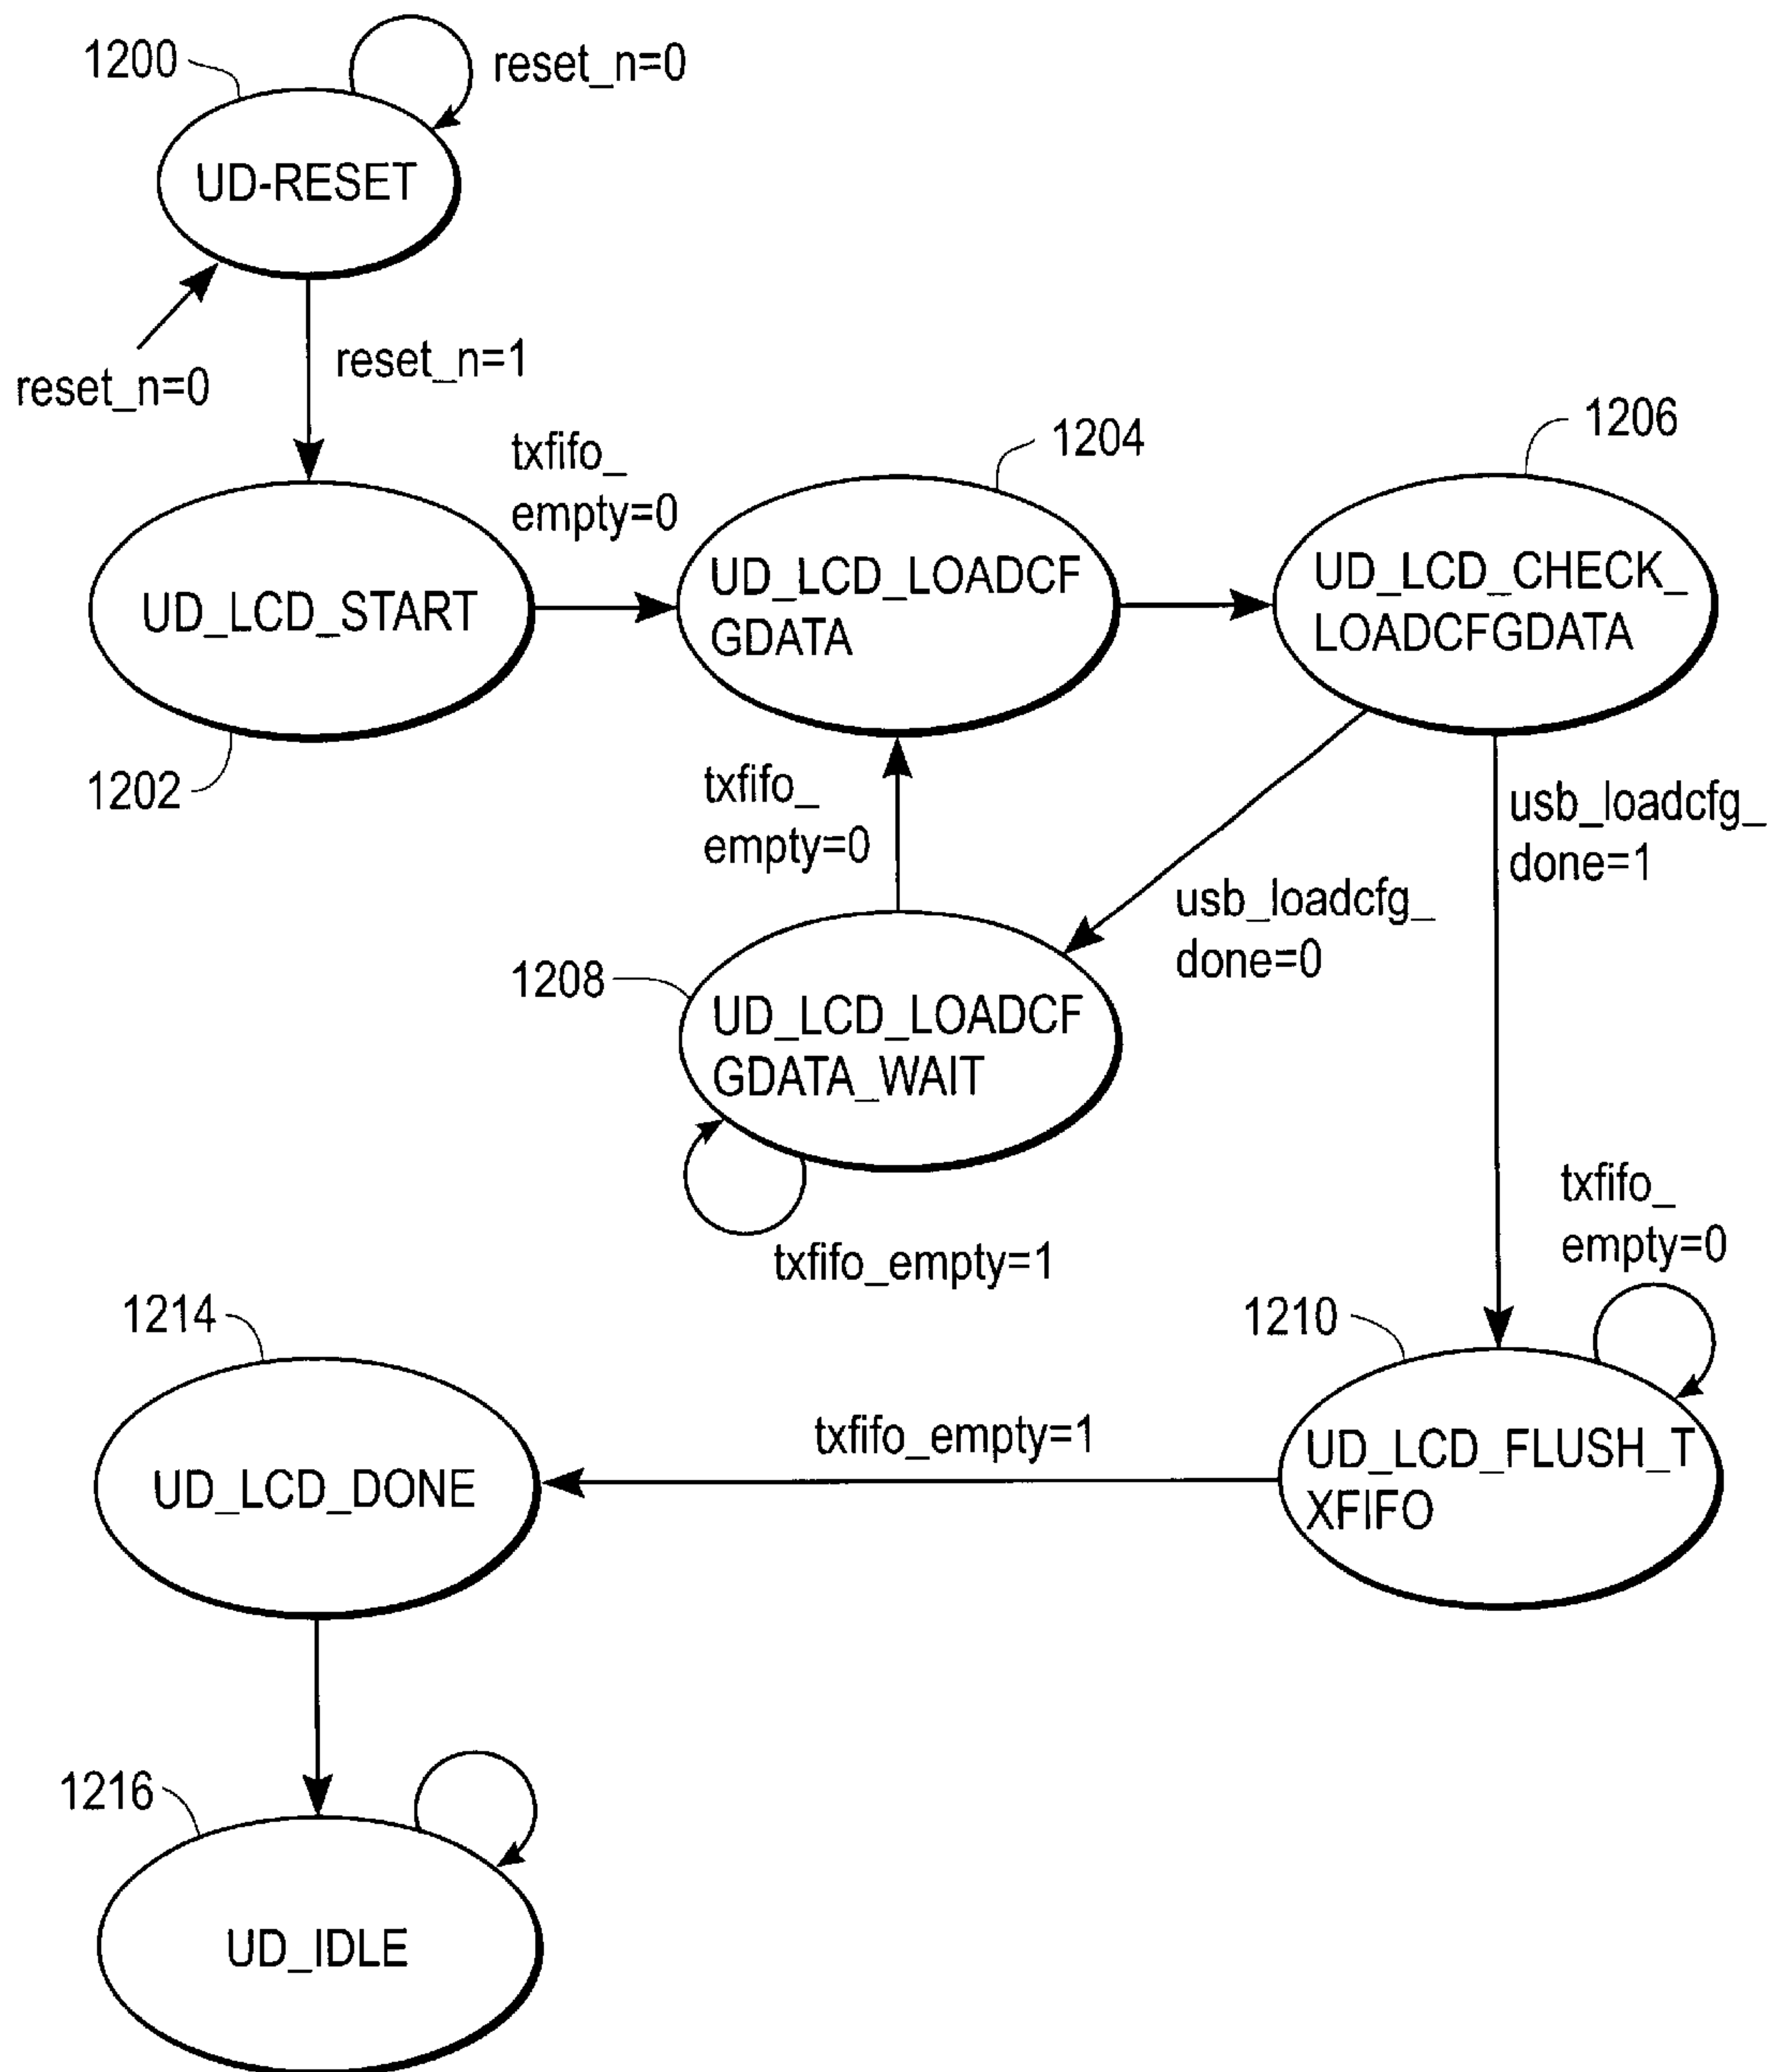 1200
reset_n=0
UD-RESET
reset_n=1
reset_n=0
txfifo_
empty=0
1204
1206
UD_LCD_START
UD_LCD_LOADCF
GDATA
UD_LCD_CHECK_
LOADCFGDATA
1202
txfifo_
empty=0
usb_loadcfg_
done=1
usb_loadcfg_
done=0
1208
UD_LCD_LOADCF
GDATA_WAIT
txfifo_empty=1
txfifo_
empty=0
1214
1210
txfifo_empty=1
UD_LCD_DONE
UD_LCD_FLUSH_T
XFIFO
1216
UD_IDLE